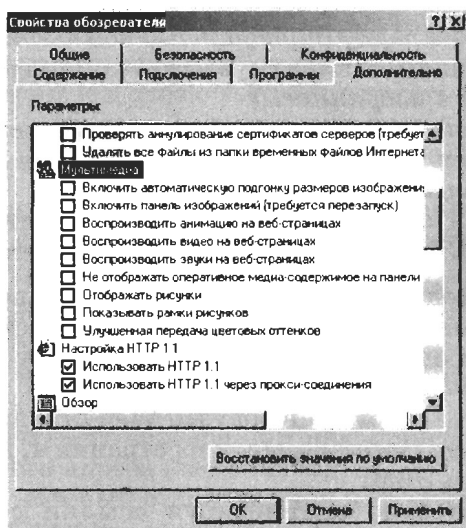 Свойства обозревателя
Общие Безопасность Конфиденциальность
Содержание Подключения Программы Дополнительно
Параметры:
Проверять аннулирование сертификатов серверов (требует
Удалять все файлы из папки временных файлов Интернета
Мультимедиа
Включить автоматическую подгонку размеров изображени
Включить панель изображений (требуется перезапуск)
Воспроизводить анимацию на веб-страницах
Воспроизводить видео на веб-страницах
Воспроизводить звуки на веб-страницах
Не отображать оперативное медиа-содержимое на панели
Отображать рисунки
Показывать рамки рисунков
Улучшенная передача цветовых оттенков
Настройка HTTP 1.1
Использовать HTTP 1.1
Использовать HTTP 1.1 через прокси-соединения
Обзор
Восстановить значения по умолчанию
OK Отмена Применить